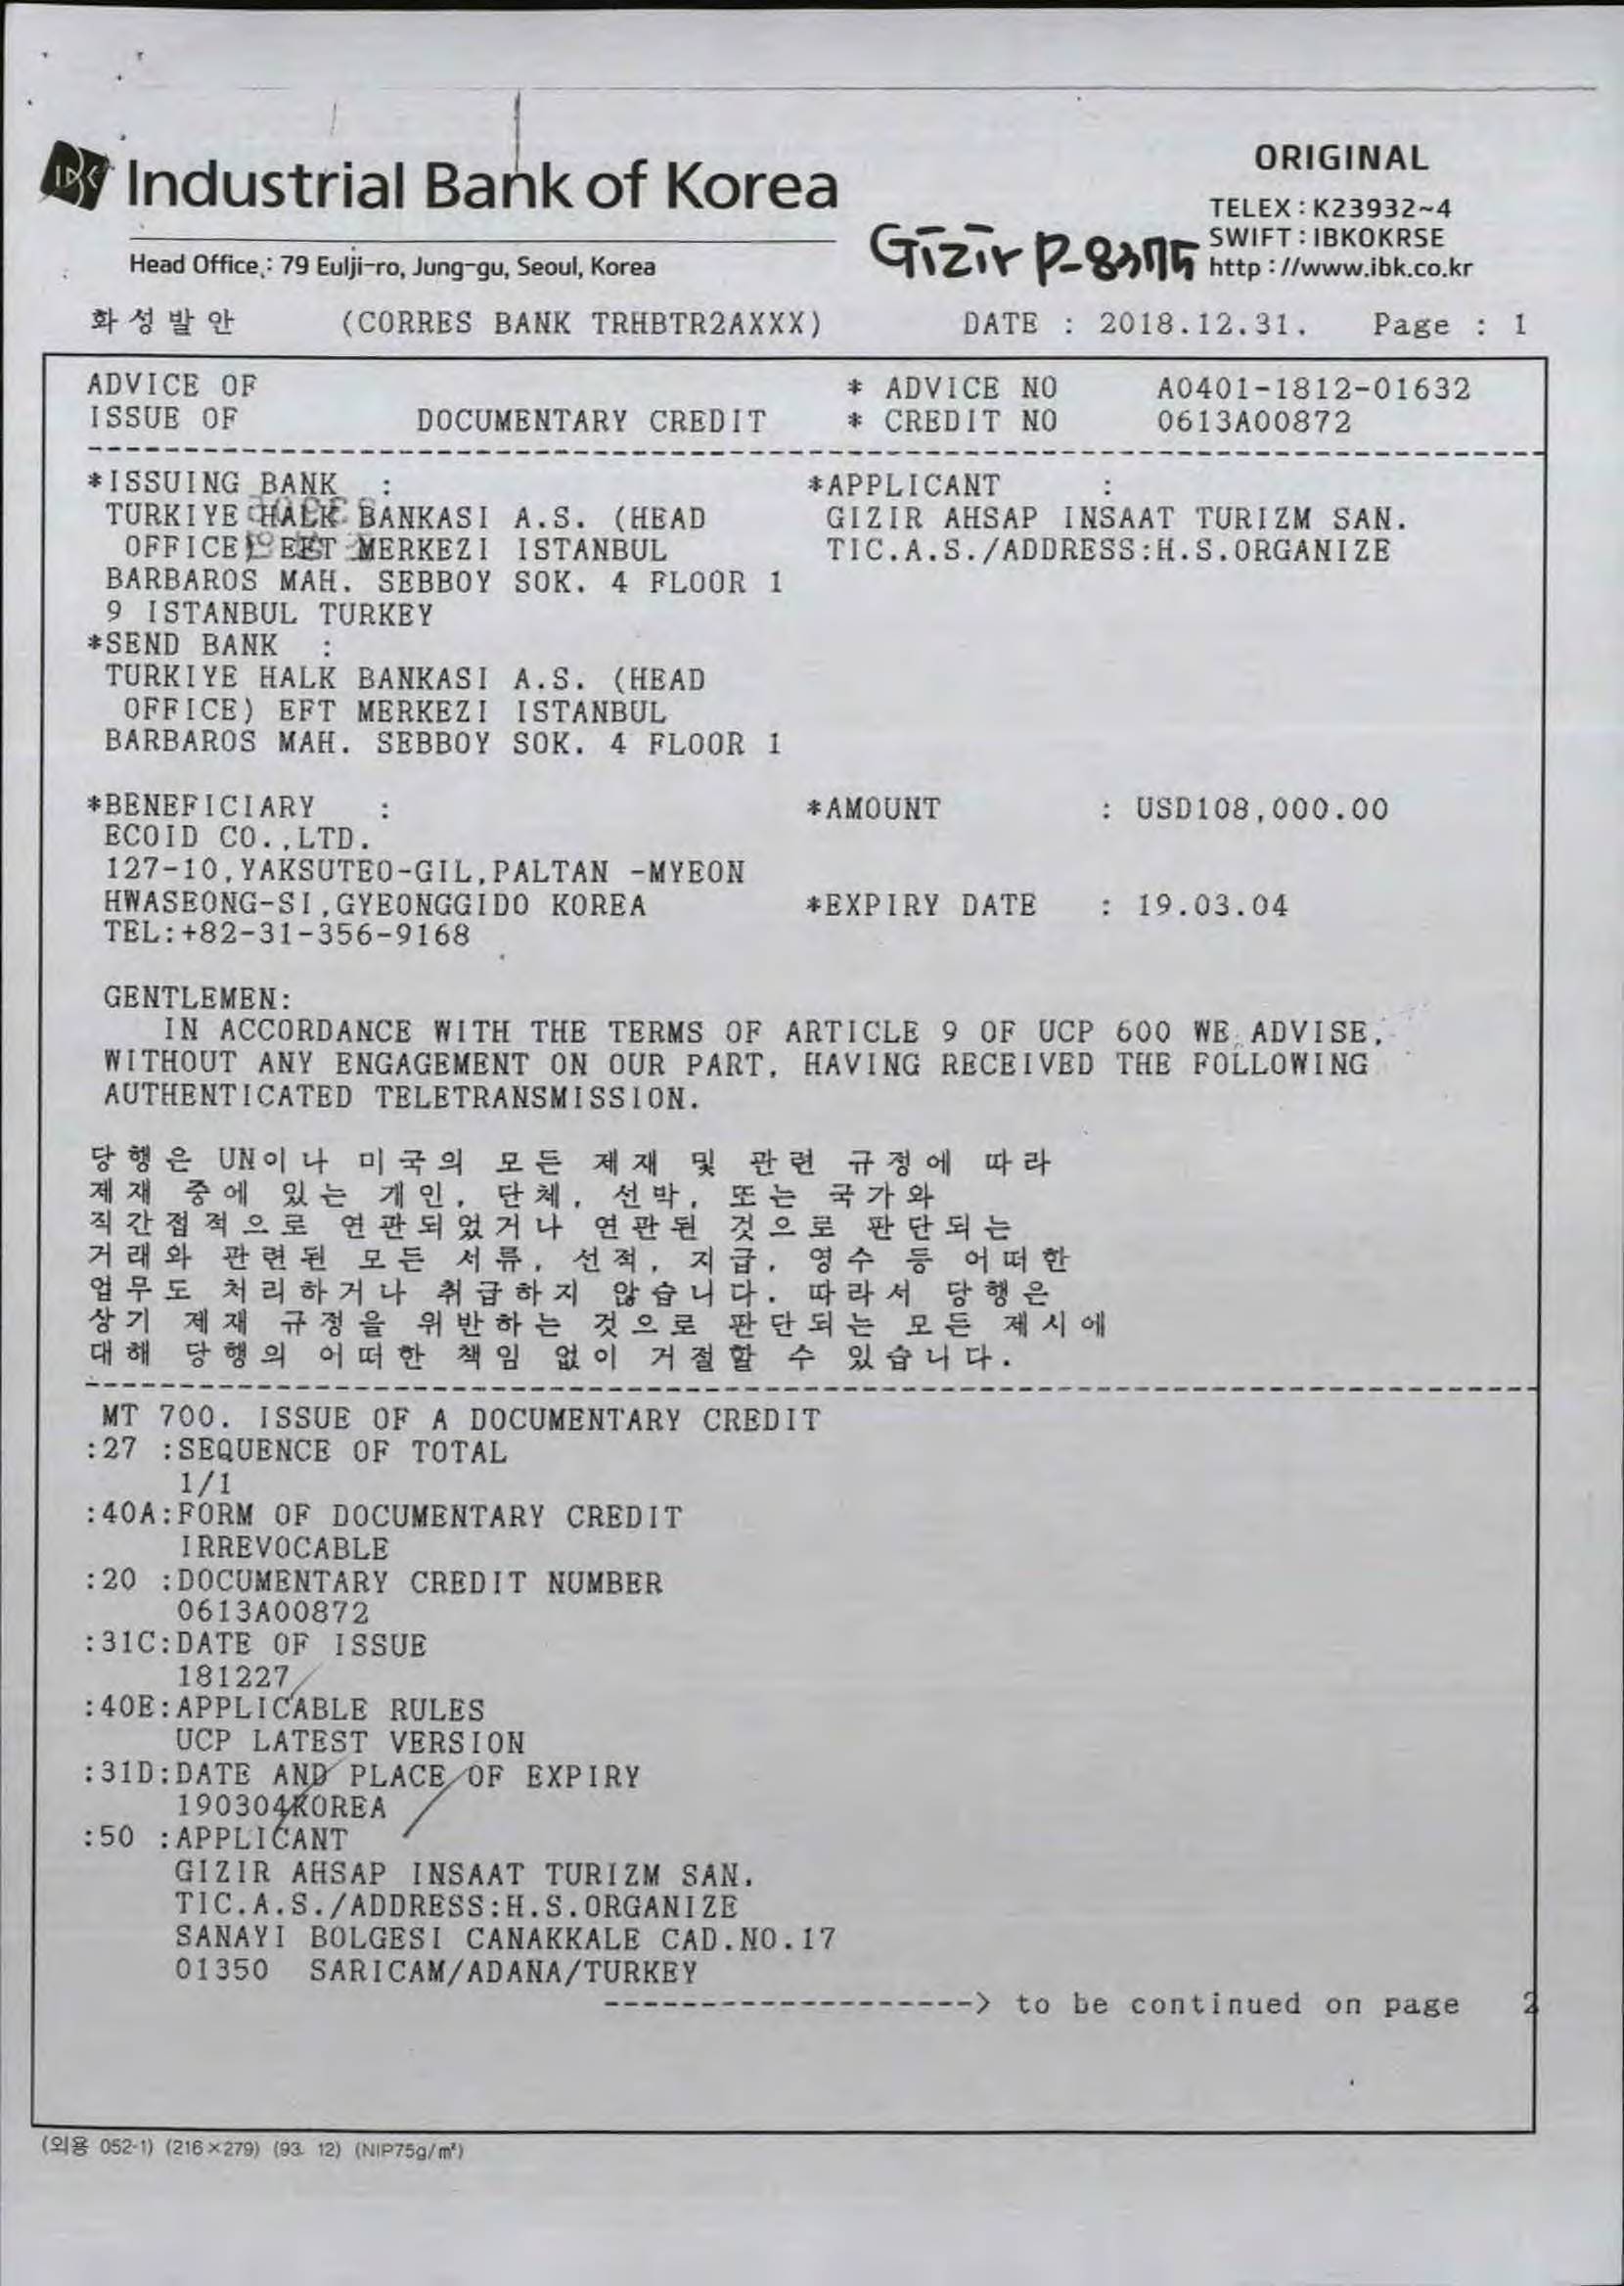 IBK Industrial Bank of Korea
ORIGINAL
TELEX : K23932~4
SWIFT : IBKOKRSE
Head Office : 79 Eulji-ro, Jung-gu, Seoul, Korea
Gizir P-8375
http : //www.ibk.co.kr
화성발안 (CORRES BANK TRHBTR2AXXX) DATE : 2018.12.31. Page : 1
ADVICE OF * ADVICE NO A0401-1812-01632
ISSUE OF DOCUMENTARY CREDIT * CREDIT NO 0613A00872
*ISSUING BANK : *APPLICANT :
TURKIYE HALK BANKASI A.S. (HEAD GIZIR AHSAP INSAAT TURIZM SAN.
OFFICE) EFT MERKEZI ISTANBUL TIC.A.S./ADDRESS:H.S.ORGANIZE
BARBAROS MAH. SEBBOY SOK. 4 FLOOR 1
9 ISTANBUL TURKEY
*SEND BANK :
TURKIYE HALK BANKASI A.S. (HEAD
OFFICE) EFT MERKEZI ISTANBUL
BARBAROS MAH. SEBBOY SOK. 4 FLOOR 1
*BENEFICIARY : *AMOUNT : USD108,000.00
ECOID CO.,LTD.
127-10,YAKSUTEO-GIL,PALTAN -MYEON
HWASEONG-SI,GYEONGGIDO KOREA *EXPIRY DATE : 19.03.04
TEL:+82-31-356-9168
GENTLEMEN:
IN ACCORDANCE WITH THE TERMS OF ARTICLE 9 OF UCP 600 WE ADVISE,
WITHOUT ANY ENGAGEMENT ON OUR PART, HAVING RECEIVED THE FOLLOWING
AUTHENTICATED TELETRANSMISSION.
당행은 UN이나 미국의 모든 제재 및 관련 규정에 따라
제재 중에 있는 개인, 단체, 선박, 또는 국가와
직간접적으로 연관되었거나 연관된 것으로 판단되는
거래와 관련된 모든 서류, 선적, 지급, 영수 등 어떠한
업무도 처리하거나 취급하지 않습니다. 따라서 당행은
상기 제재 규정을 위반하는 것으로 판단되는 모든 제시에
대해 당행의 어떠한 책임 없이 거절할 수 있습니다.
MT 700. ISSUE OF A DOCUMENTARY CREDIT
:27 :SEQUENCE OF TOTAL
1/1
:40A:FORM OF DOCUMENTARY CREDIT
IRREVOCABLE
:20 :DOCUMENTARY CREDIT NUMBER
0613A00872
:31C:DATE OF ISSUE
181227
:40E:APPLICABLE RULES
UCP LATEST VERSION
:31D:DATE AND PLACE OF EXPIRY
190304KOREA
:50 :APPLICANT
GIZIR AHSAP INSAAT TURIZM SAN.
TIC.A.S./ADDRESS:H.S.ORGANIZE
SANAYI BOLGESI CANAKKALE CAD.NO.17
01350 SARICAM/ADANA/TURKEY
-------------------> to be continued on page 2
(외용 052-1) (216×279) (93. 12) (NIP75g/㎡)